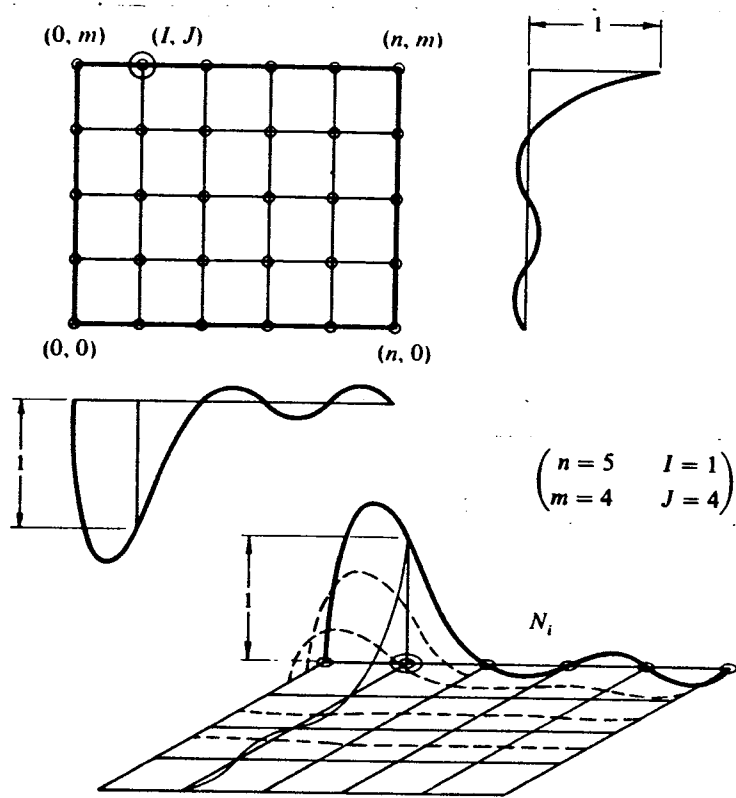 (0, m) (I, J) (n, m)
1
(0, 0) (n, 0)
1
n = 5 I = 1
m = 4 J = 4
1
N_i